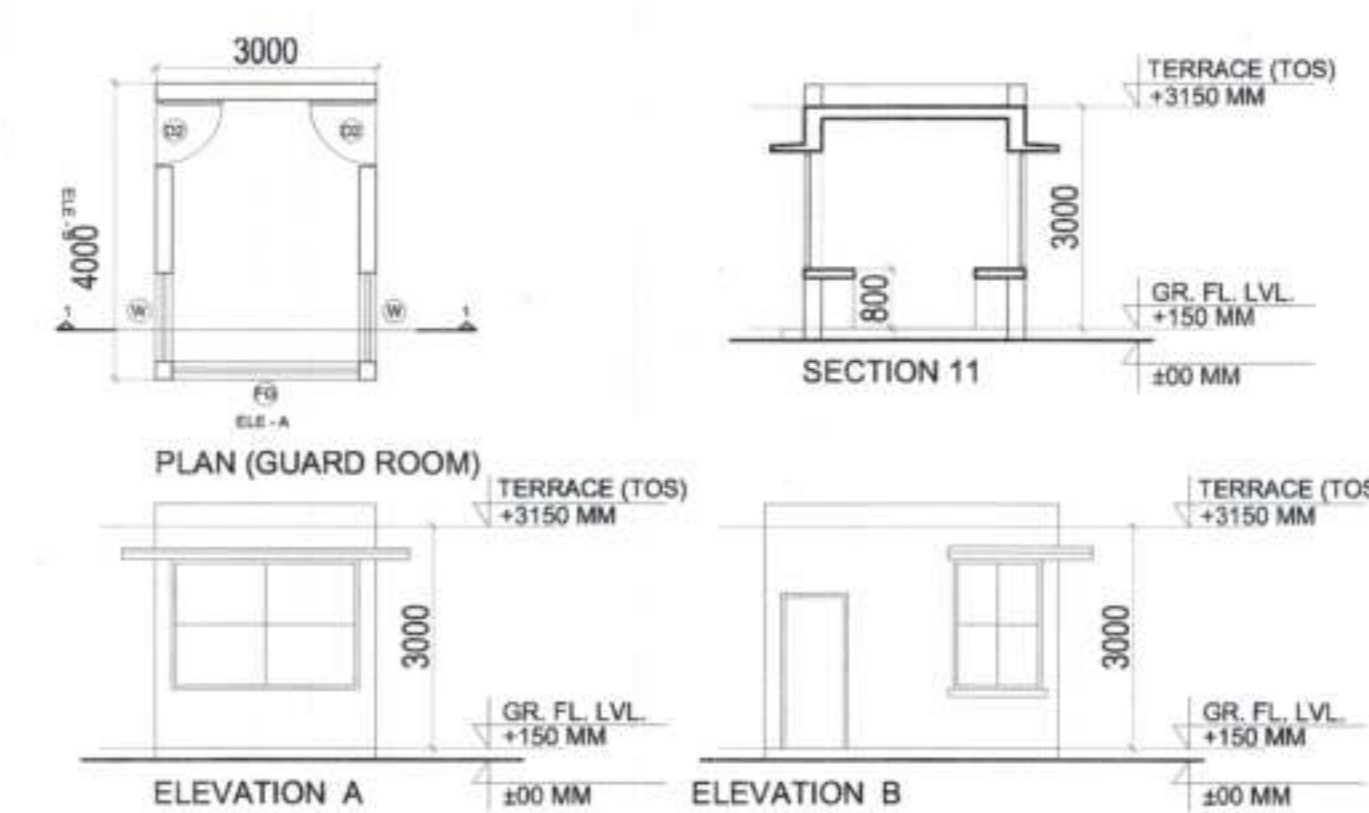 3000
D2
D2
ELE - B
4000
1
W
W
1
FG
ELE - A
PLAN (GUARD ROOM)
TERRACE (TOS)
+3150 MM
3000
800
GR. FL. LVL.
+150 MM
±00 MM
SECTION 11
TERRACE (TOS)
+3150 MM
3000
GR. FL. LVL.
+150 MM
±00 MM
ELEVATION A
TERRACE (TOS
+3150 MM
3000
GR. FL. LVL.
+150 MM
±00 MM
ELEVATION B